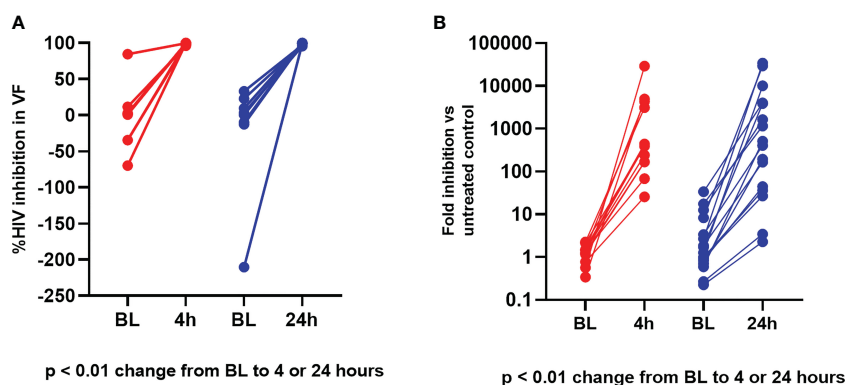 A
%HIV inhibition in VF
100
50
0
-50
-100
-150
-200
-250
BL
4h
BL
24h
p < 0.01 change from BL to 4 or 24 hours
B
Fold inhibition vs
untreated control
100000
10000
1000
100
10
1
0.1
BL
4h
BL
24h
p < 0.01 change from BL to 4 or 24 hours